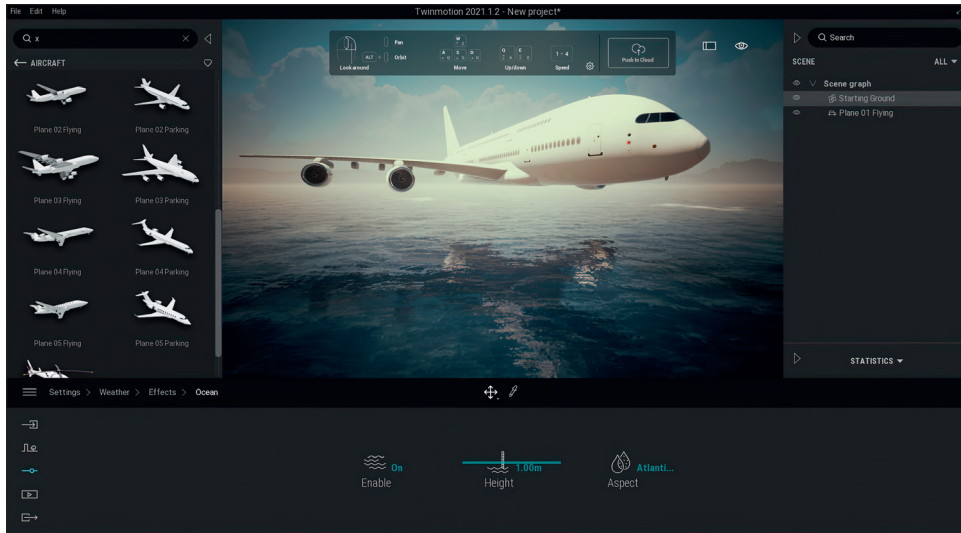 File Edit Help
Twinmotion 2021.1.2 - New project*
x
AIRCRAFT
Plane 02 Flying
Plane 02 Parking
Plane 03 Flying
Plane 03 Parking
Plane 04 Flying
Plane 04 Parking
Plane 05 Flying
Plane 05 Parking
Pan
ALT
Orbit
Look around
W
A S D
Move
Q E
Up/down
1 - 4
Speed
Push to Cloud
Search
SCENE
ALL
Scene graph
Starting Ground
Plane 01 Flying
STATISTICS
Settings > Weather > Effects > Ocean
On
Enable
1.00m
Height
Atlanti...
Aspect